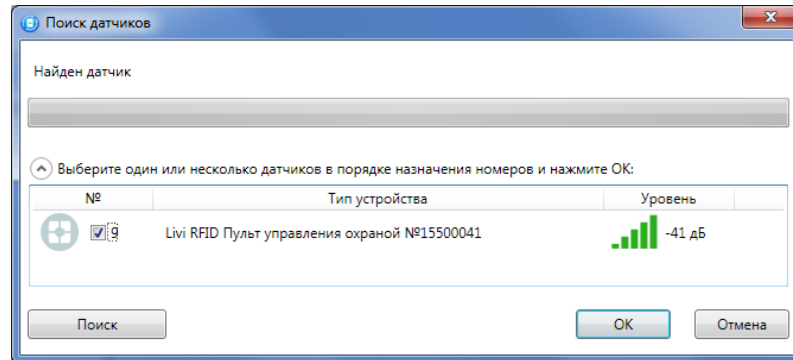 Поиск датчиков
Найден датчик
Выберите один или несколько датчиков в порядке назначения номеров и нажмите ОК:
№ Тип устройства Уровень
9 Livi RFID Пульт управления охраной №15500041 -41 дБ
Поиск ОК Отмена